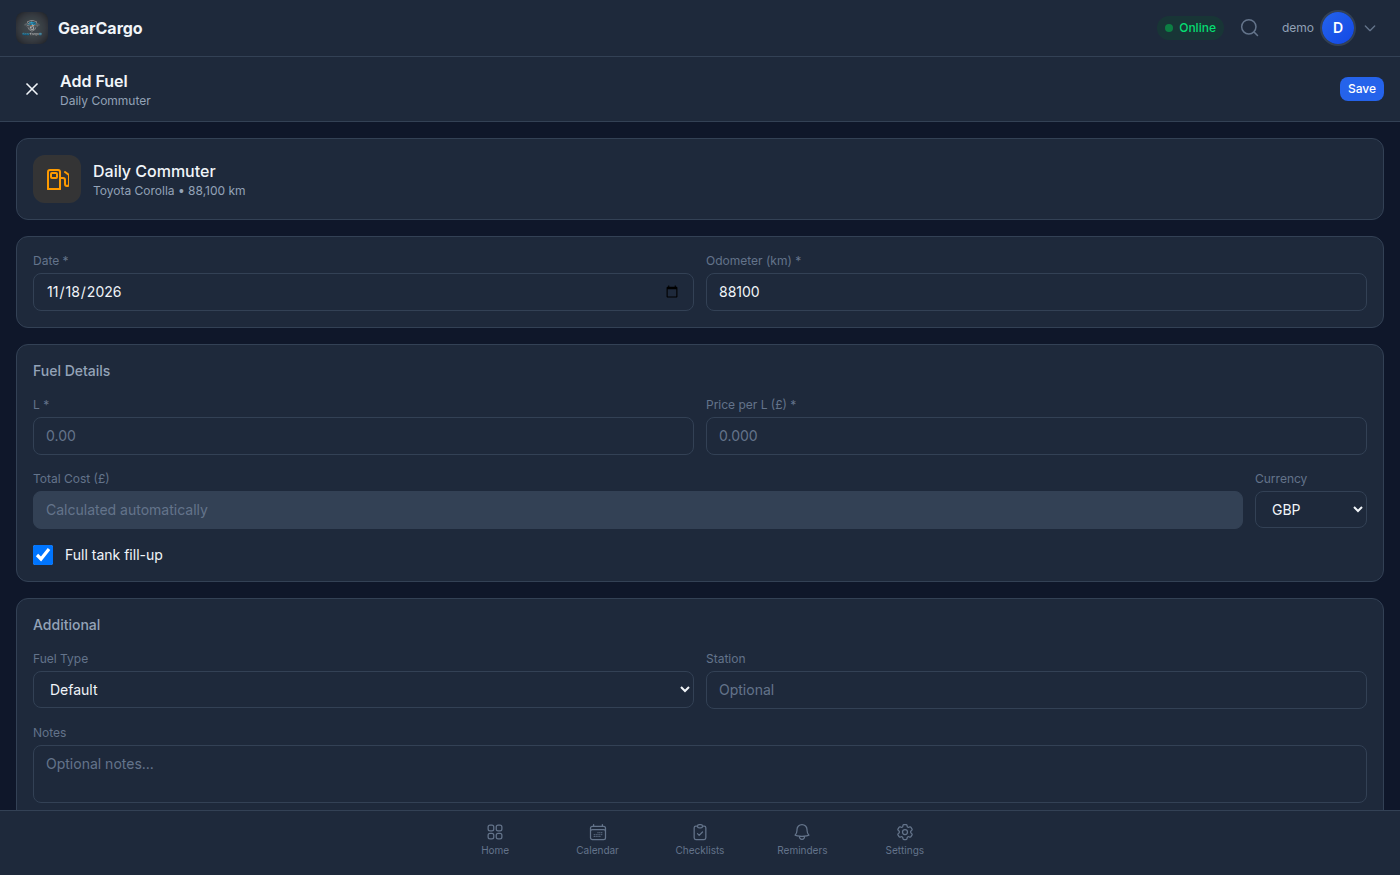 GearCargo
Online
demo
D
Add Fuel
Daily Commuter
Save
Daily Commuter
Toyota Corolla • 88,100 km
Date *
Odometer (km) *
11/18/2026
88100
Fuel Details
L *
Price per L (£) *
0.00
0.000
Total Cost (£)
Currency
Calculated automatically
GBP
Full tank fill-up
Additional
Fuel Type
Station
Default
Optional
Notes
Optional notes...
Home
Calendar
Checklists
Reminders
Settings